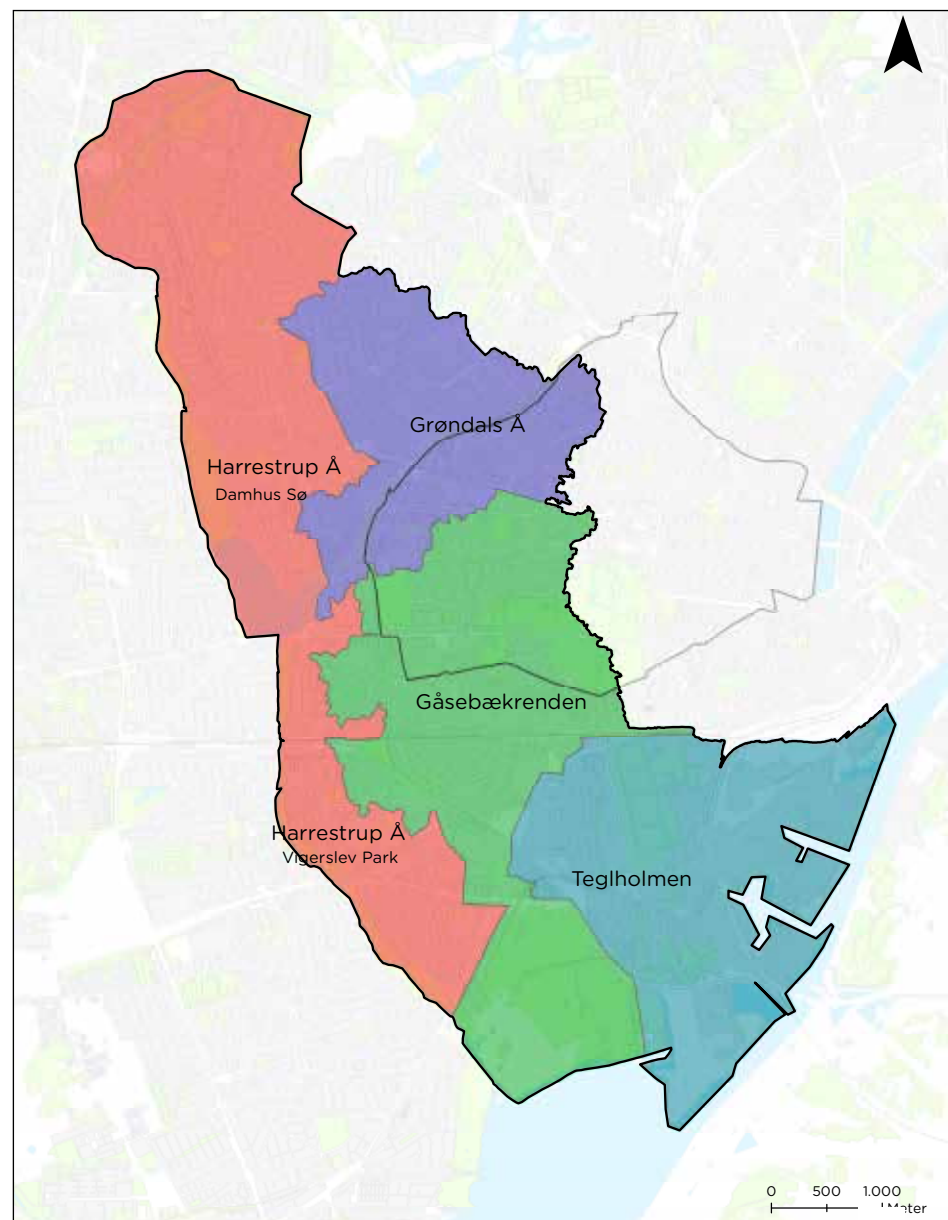 Grøndals Å
Harrestrup Å
Damhus Sø
Gåsebækrenden
Harrestrup Å
Vigerslev Park
Teglholmen
0 500 1.000
Meter